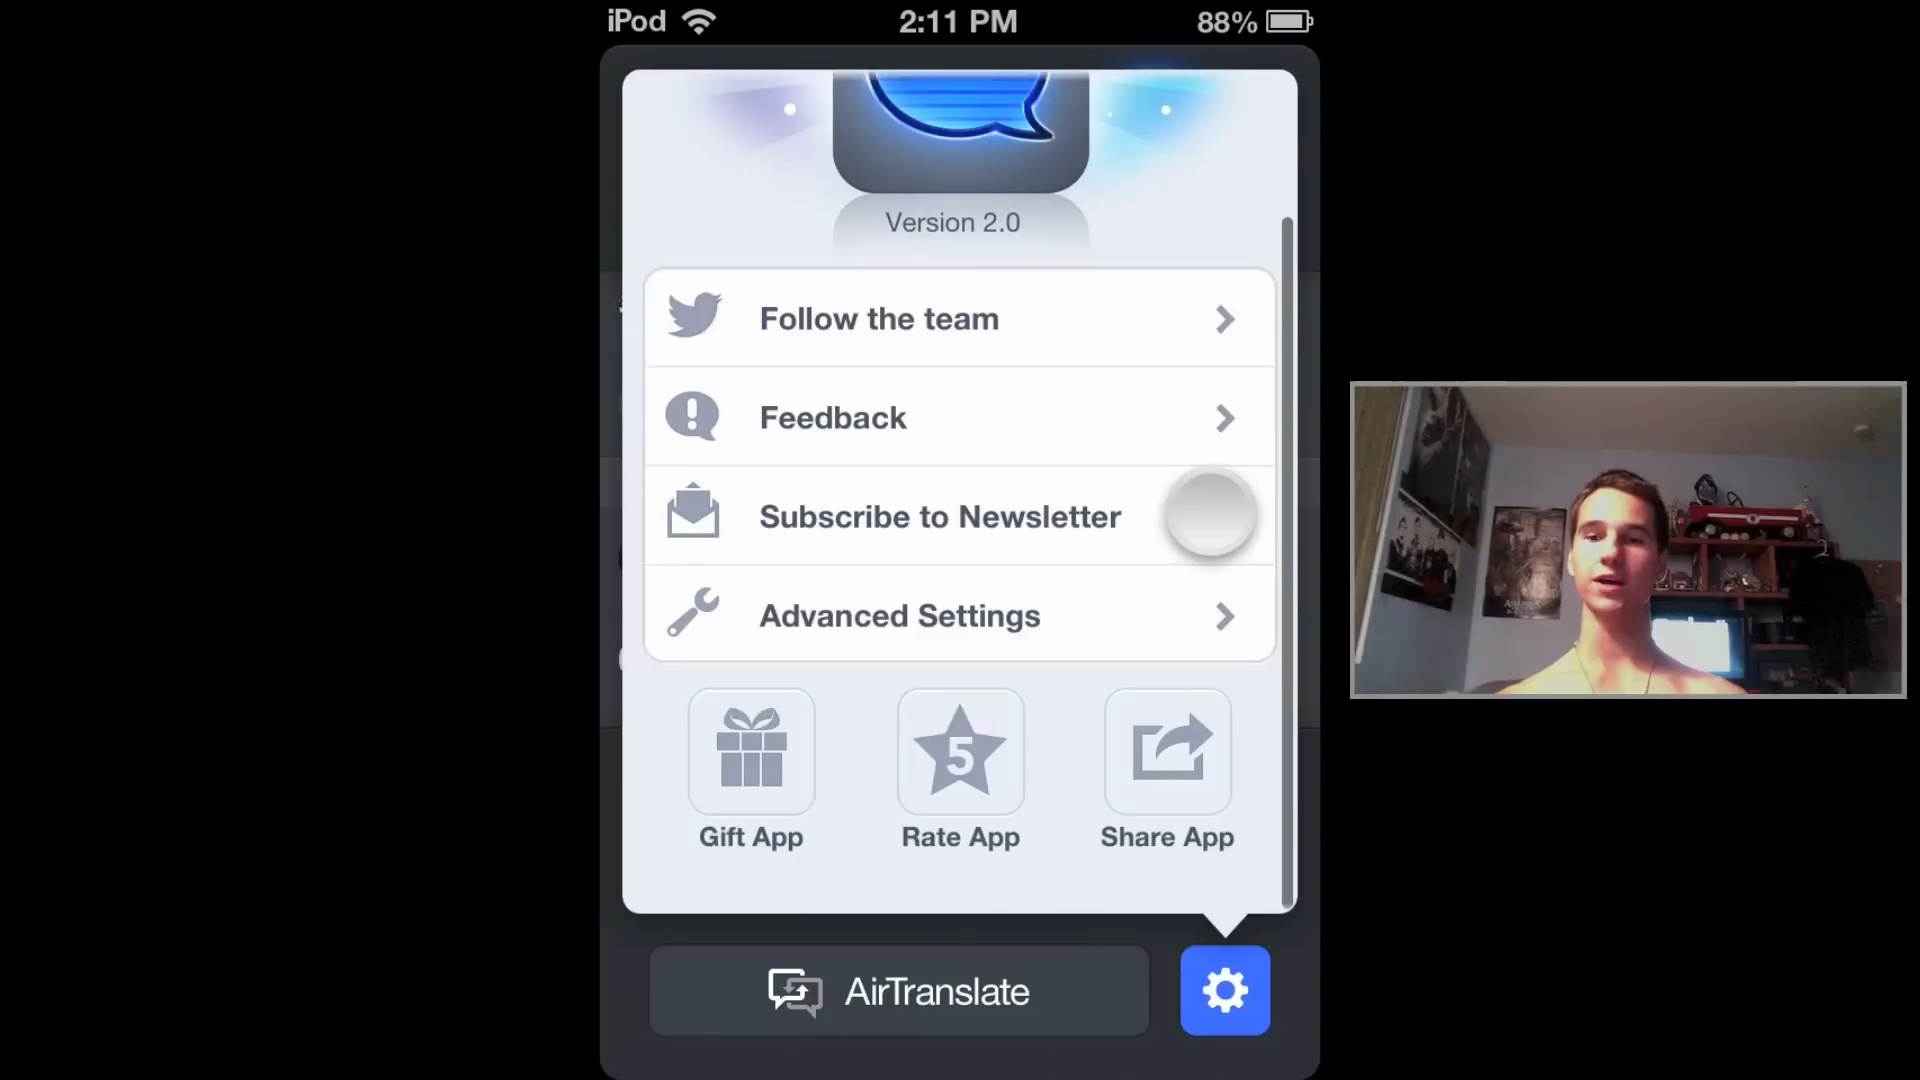 iPod 2:11 PM 88%
Version 2.0
Follow the team
Feedback
Subscribe to Newsletter
Advanced Settings
5
Gift App Rate App Share App
AirTranslate